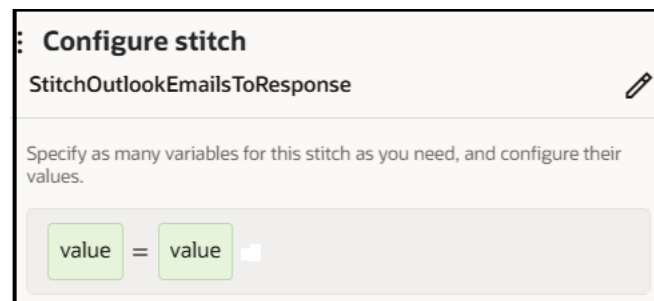 Configure stitch
StitchOutlookEmailsToResponse
Specify as many variables for this stitch as you need, and configure their
values.
value = value